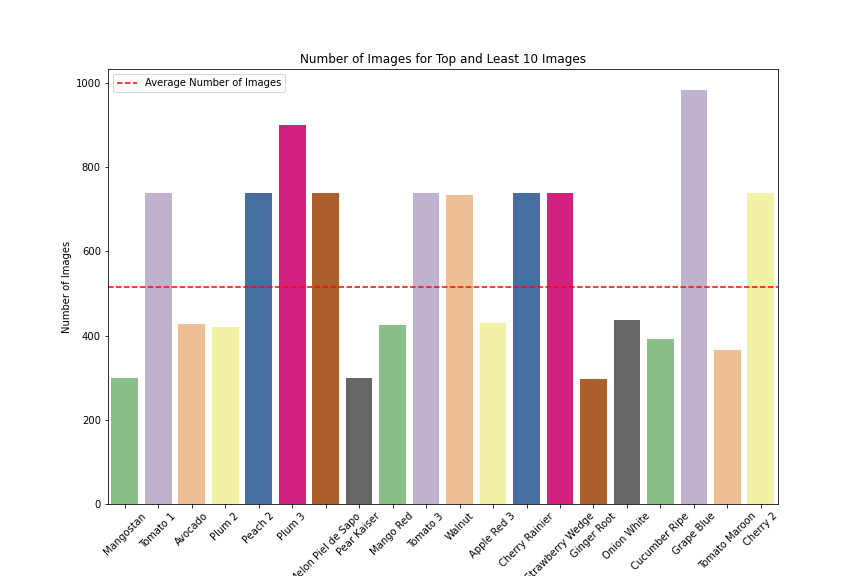 Number of Images for Top and Least 10 Images
Average Number of Images
Number of Images
1000
800
600
400
200
0
Mangostan
Tomato 1
Avocado
Plum 2
Peach 2
Plum 3
Melon Piel de Sapo
Pear Kaiser
Mango Red
Tomato 3
Walnut
Apple Red 3
Cherry Rainier
Strawberry Wedge
Ginger Root
Onion White
Cucumber Ripe
Grape Blue
Tomato Maroon
Cherry 2